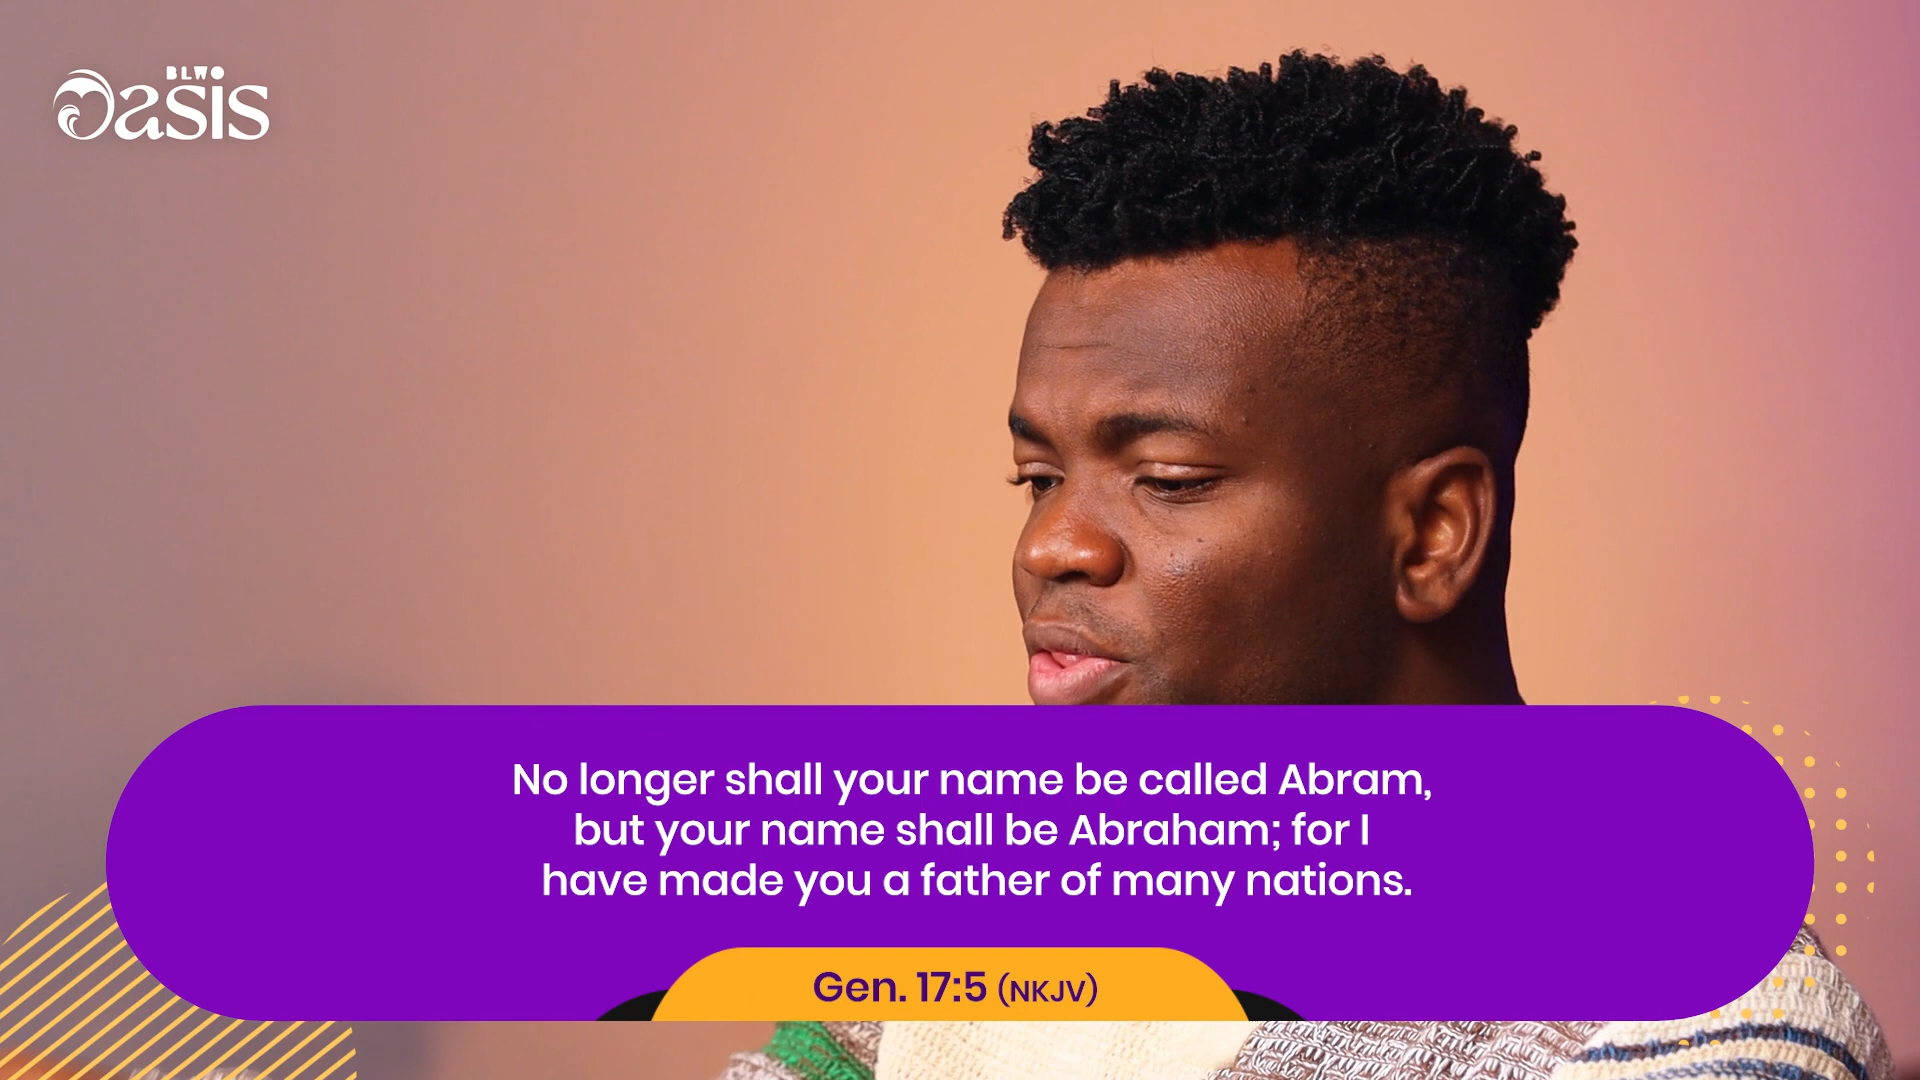 BLWO
Oasis
No longer shall your name be called Abram,
but your name shall be Abraham; for I
have made you a father of many nations.
Gen. 17:5 (NKJV)